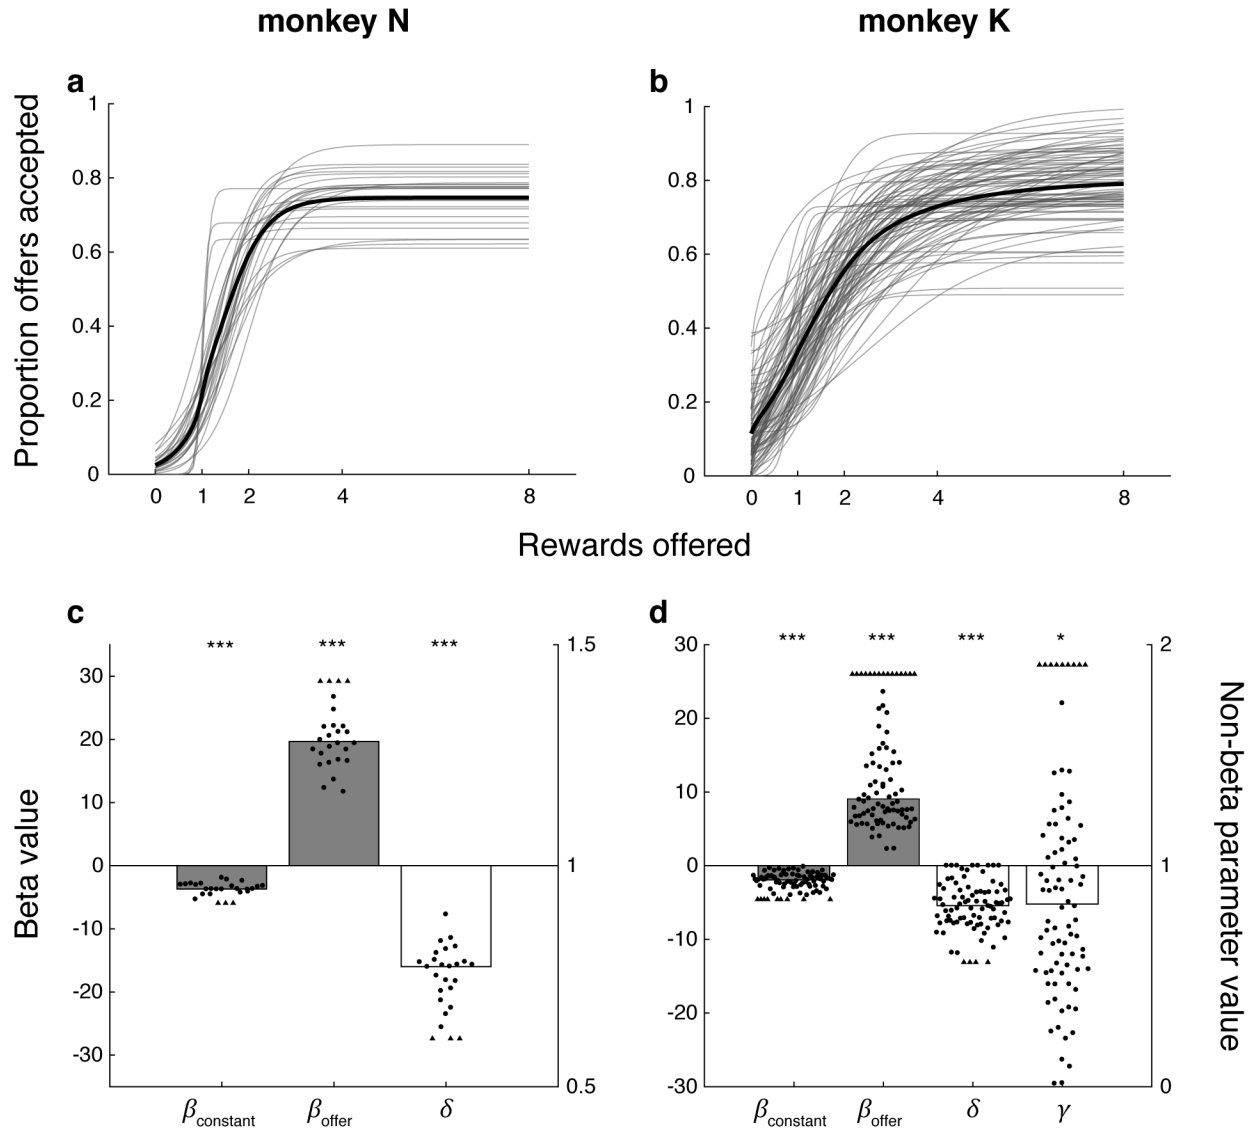 monkey N
monkey K
a
b
Proportion offers accepted
1
0.8
0.6
0.4
0.2
0
0 1 2 4 8
1
0.8
0.6
0.4
0.2
0
0 1 2 4 8
Rewards offered
c
d
Beta value
*** *** ***
30
20
10
0
-10
-20
-30
1.5
1
0.5
βconstant βoffer δ
*** *** *** *
30
20
10
0
-10
-20
-30
2
1
0
βconstant βoffer δ γ
Non-beta parameter value